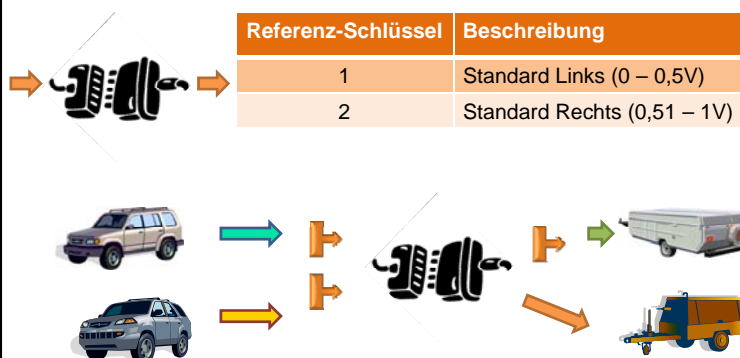 Referenz-Schlüssel Beschreibung
1 Standard Links (0 – 0,5V)
2 Standard Rechts (0,51 – 1V)